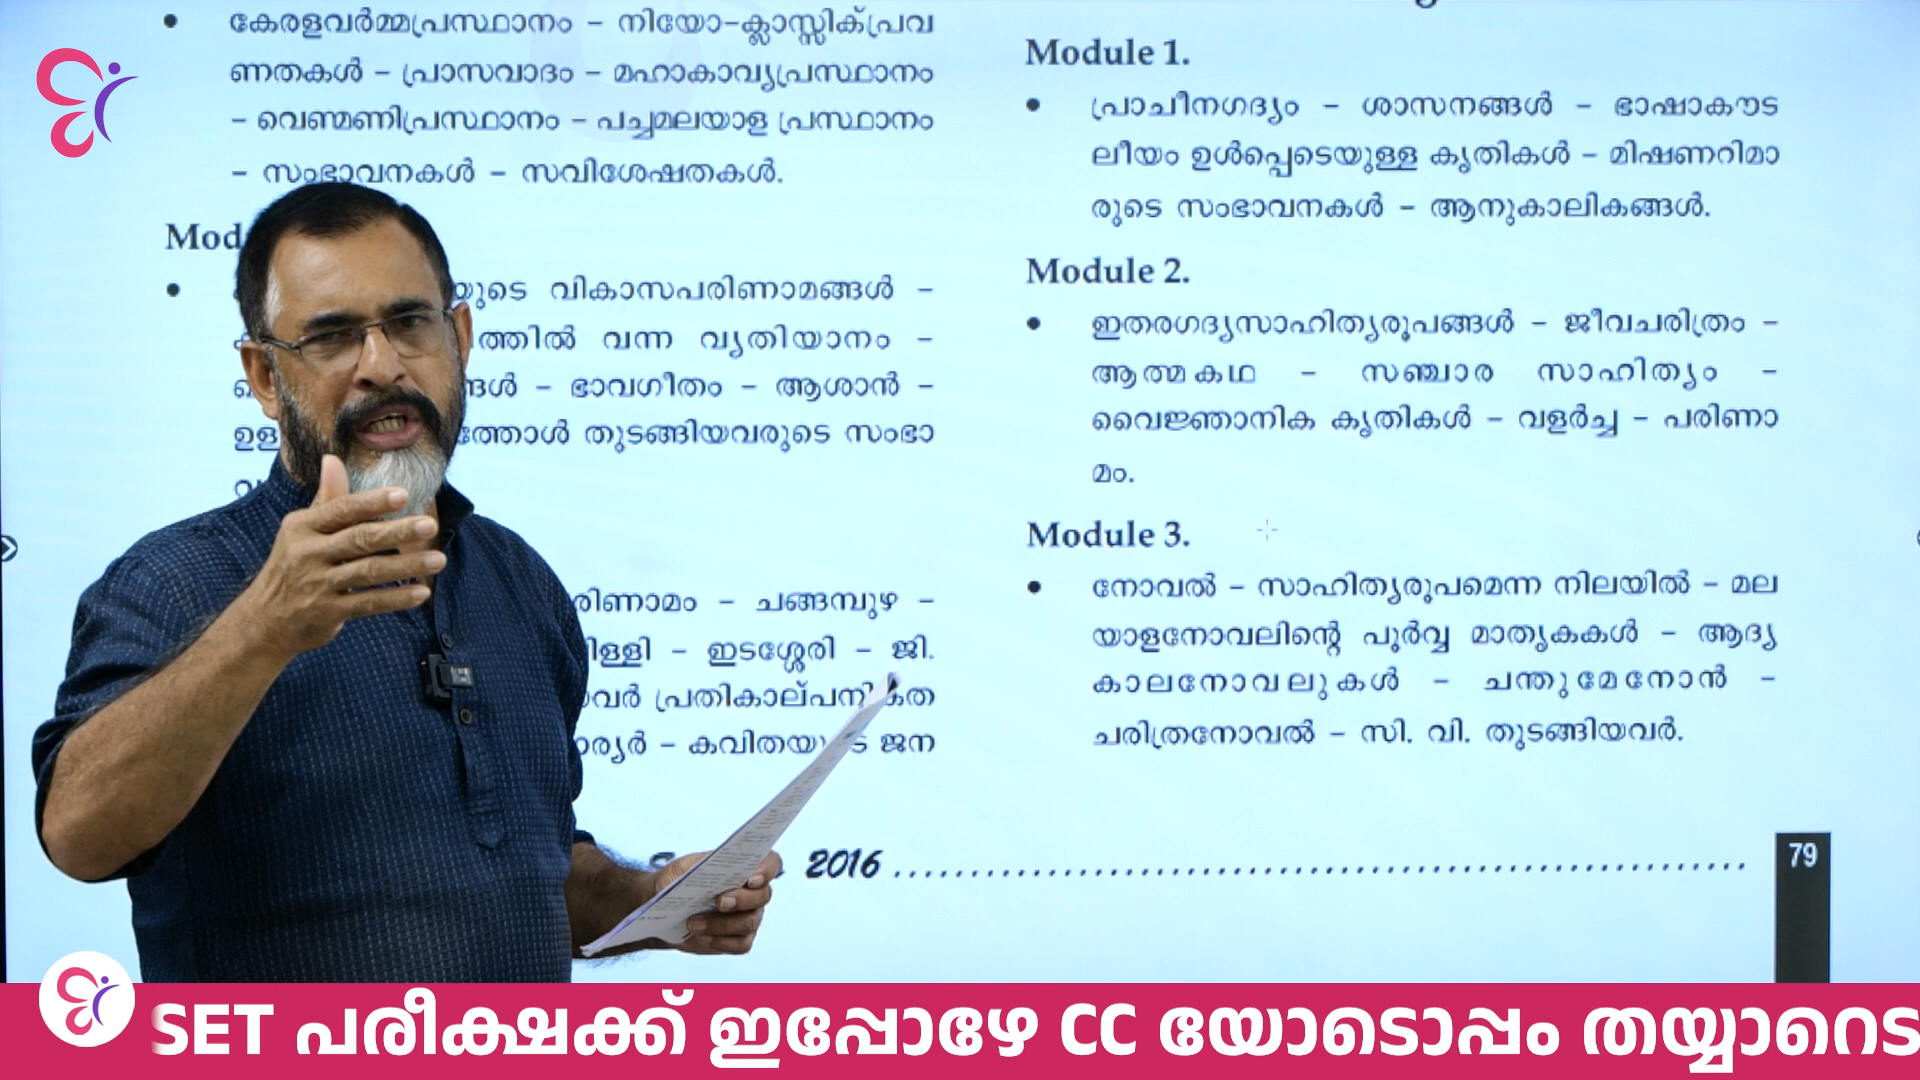 കേരളവർമ്മപ്രസ്ഥാനം – നിയോ-ക്ലാസ്സിക്പ്രവ
ണതകൾ – പ്രാസവാദം – മഹാകാവ്യപ്രസ്ഥാനം
– വെണ്മണിപ്രസ്ഥാനം – പച്ചമലയാള പ്രസ്ഥാനം
– സംഭാവനകൾ – സവിശേഷതകൾ.
വികാസപരിണാമങ്ങൾ –
വന്ന വ്യതിയാനം –
– ഭാവഗീതം – ആശാൻ –
തുടങ്ങിയവരുടെ സംഭാ
– ചങ്ങമ്പുഴ –
– ഇടശ്ശേരി – ജി.
– കവിതയുടെ ജന
Module 1.
പ്രാചീനഗദ്യം – ശാസനങ്ങൾ – ഭാഷാകൗട
ലീയം ഉൾപ്പെടെയുള്ള കൃതികൾ – മിഷണറിമാ
രുടെ സംഭാവനകൾ – ആനുകാലികങ്ങൾ.
Module 2.
ഇതരഗദ്യസാഹിത്യരൂപങ്ങൾ – ജീവചരിത്രം –
ആത്മകഥ – സഞ്ചാര സാഹിത്യം –
വൈജ്ഞാനിക കൃതികൾ – വളർച്ച – പരിണാ
മം.
Module 3.
നോവൽ – സാഹിത്യരുപമെന്ന നിലയിൽ – മല
യാളനോവലിന്റെ പൂർവ്വ മാതൃകകൾ – ആദ്യ
കാലനോവലുകൾ – ചന്തുമേനോൻ –
ചരിത്രനോവൽ – സി. വി. തുടങ്ങിയവർ.
2016
79
SET പരീക്ഷക്ക് ഇപ്പോഴേ CC യോടൊപ്പം